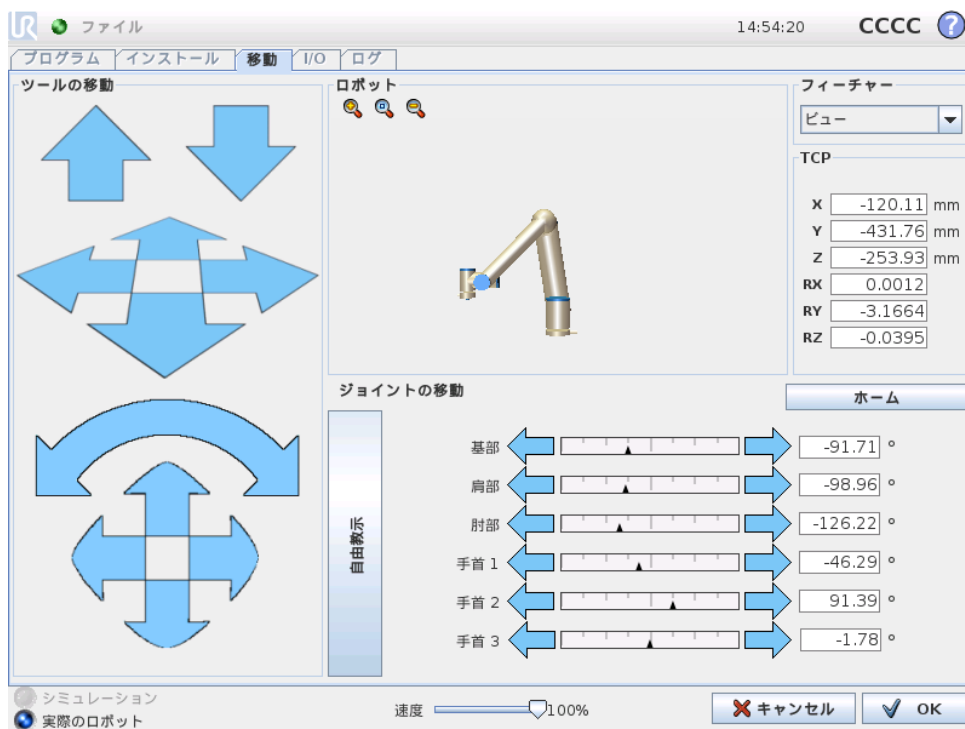 UR ファイル 14:54:20 CCCC ?
プログラム インストール 移動 I/O ログ
ツールの移動
ロボット
フィーチャー
ビュー
TCP
X -120.11 mm
Y -431.76 mm
Z -253.93 mm
RX 0.0012
RY -3.1664
RZ -0.0395
ジョイントの移動
ホーム
自由教示
基部 -91.71 °
肩部 -98.96 °
肘部 -126.22 °
手首 1 -46.29 °
手首 2 91.39 °
手首 3 -1.78 °
シミュレーション
実際のロボット
速度 100%
キャンセル
OK